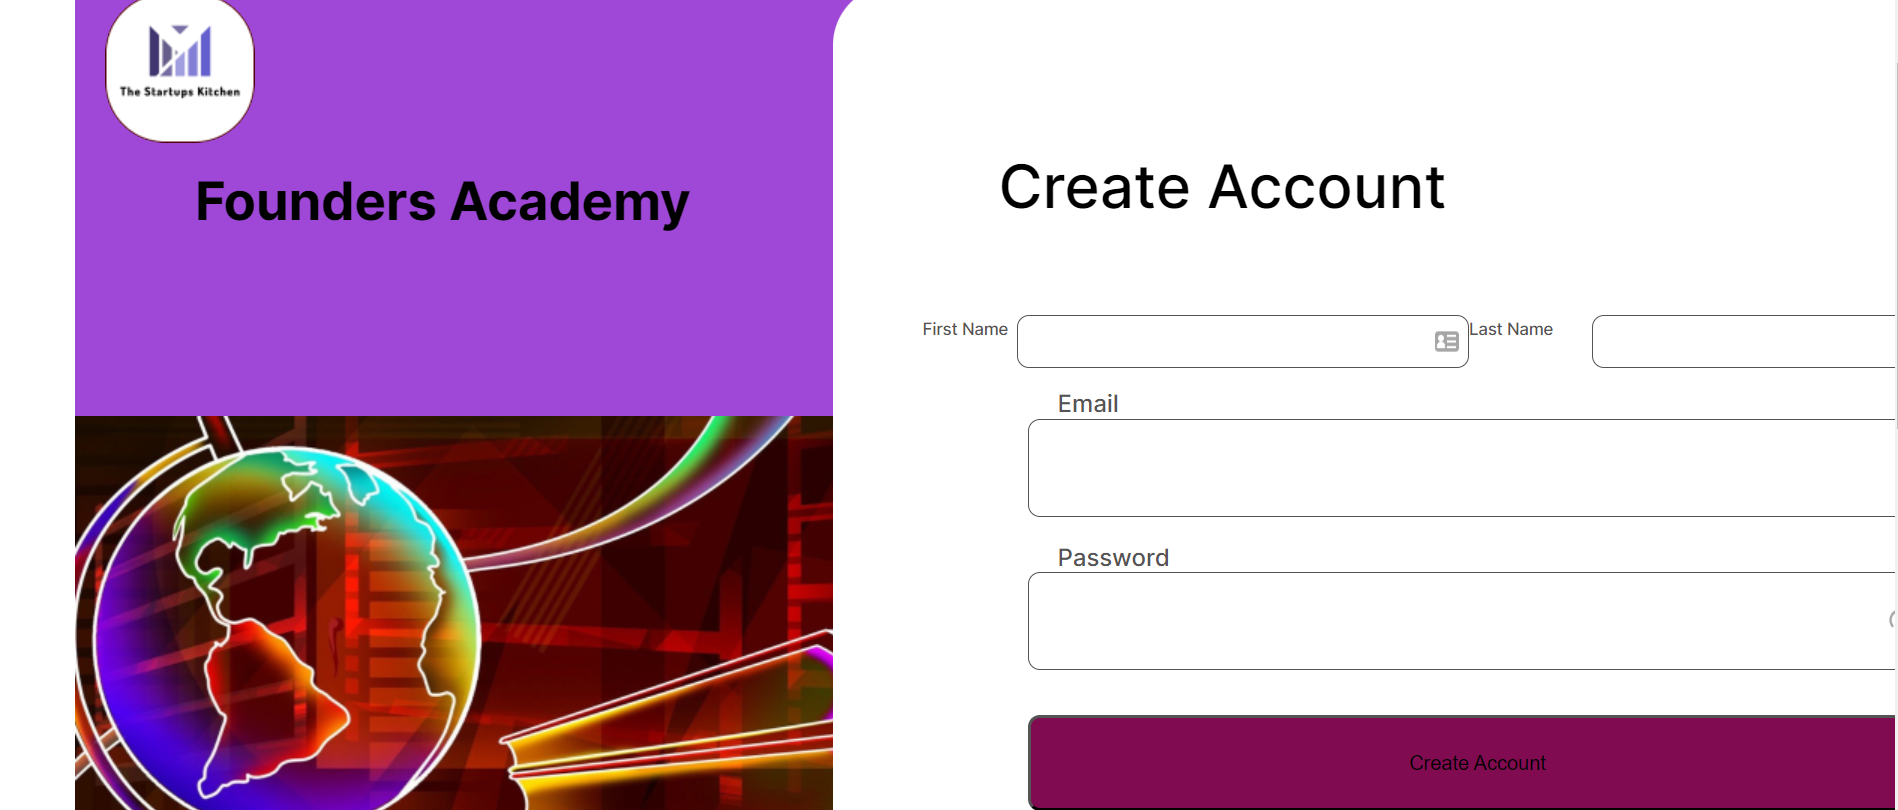 The Startups Kitchen
Founders Academy
Create Account
First Name
Last Name
Email
Password
Create Account